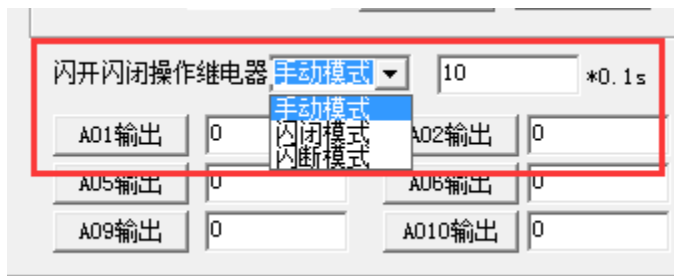 闪开闪闭操作继电器 手动模式 10 *0.1s
手动模式
闪闭模式
闪断模式
A01输出 0 A02输出 0
A05输出 0 A06输出 0
A09输出 0 A010输出 0